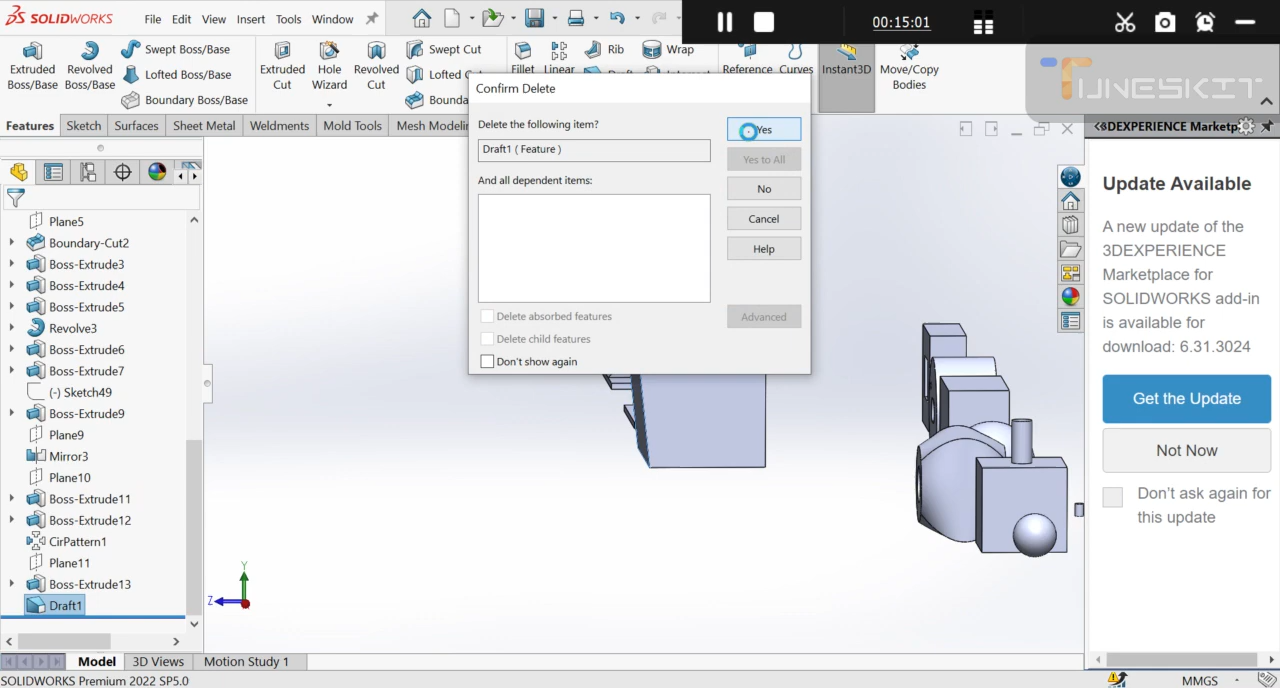 SOLIDWORKS
File Edit View Insert Tools Window
00:15:01
Extruded Boss/Base
Revolved Boss/Base
Swept Boss/Base
Lofted Boss/Base
Boundary Boss/Base
Extruded Cut
Hole Wizard
Revolved Cut
Swept Cut
Lofted
Bounda
Fillet
Linear
Rib
Wrap
Reference
Curves
Instant3D
Move/Copy Bodies
TUNESKIT
Features Sketch Surfaces Sheet Metal Weldments Mold Tools Mesh Modelin
Confirm Delete
Delete the following item?
Draft1 ( Feature )
And all dependent items:
Yes
Yes to All
No
Cancel
Help
Advanced
Delete absorbed features
Delete child features
Don't show again
Plane5
Boundary-Cut2
Boss-Extrude3
Boss-Extrude4
Boss-Extrude5
Revolve3
Boss-Extrude6
Boss-Extrude7
(-) Sketch49
Boss-Extrude9
Plane9
Mirror3
Plane10
Boss-Extrude11
Boss-Extrude12
CirPattern1
Plane11
Boss-Extrude13
Draft1
Y
Z
3DEXPERIENCE Marketp
Update Available
A new update of the
3DEXPERIENCE
Marketplace for
SOLIDWORKS add-in
is available for
download: 6.31.3024
Get the Update
Not Now
Don't ask again for
this update
Model 3D Views Motion Study 1
SOLIDWORKS Premium 2022 SP5.0
MMGS